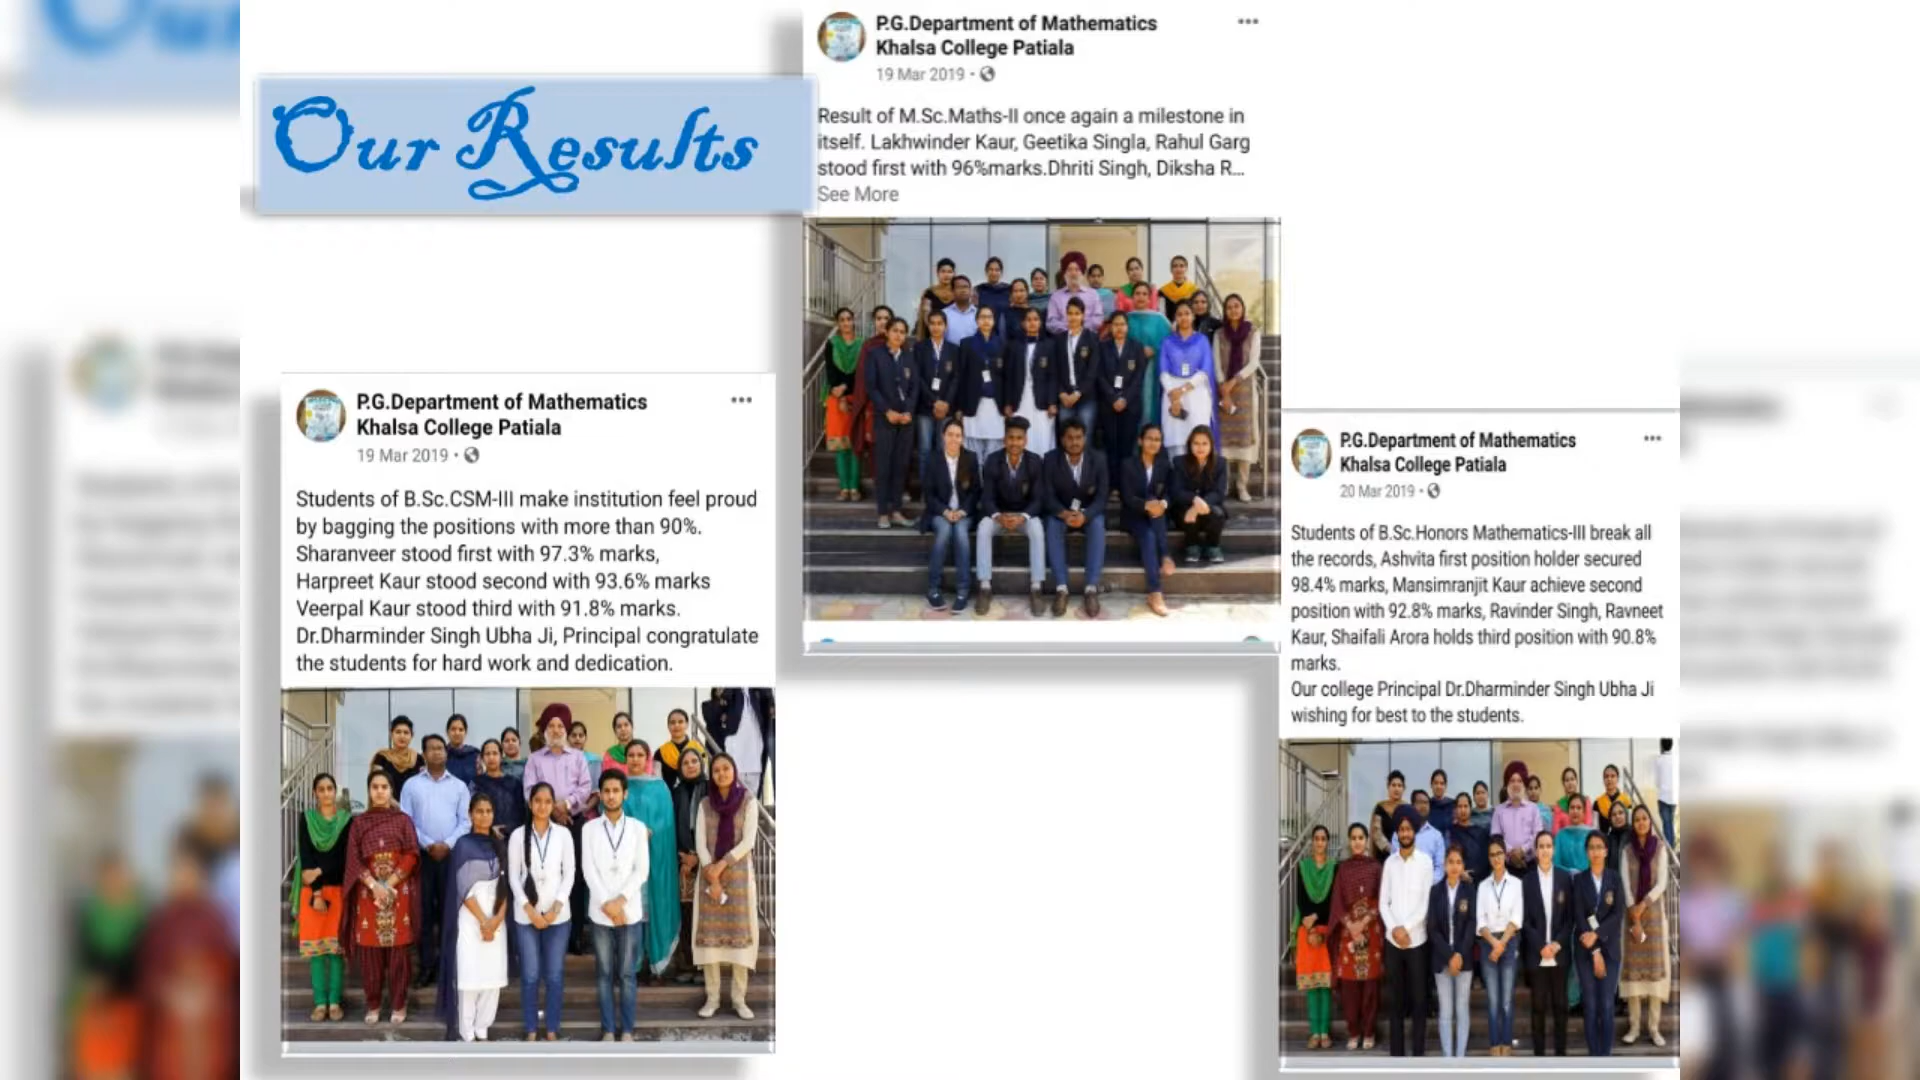 Our Results
P.G.Department of Mathematics
Khalsa College Patiala
19 Mar 2019
Result of M.Sc.Maths-II once again a milestone in
itself. Lakhwinder Kaur, Geetika Singla, Rahul Garg
stood first with 96%marks.Dhriti Singh, Diksha R...
See More
P.G.Department of Mathematics
Khalsa College Patiala
19 Mar 2019
Students of B.Sc.CSM-III make institution feel proud
by bagging the positions with more than 90%.
Sharanveer stood first with 97.3% marks,
Harpreet Kaur stood second with 93.6% marks
Veerpal Kaur stood third with 91.8% marks.
Dr.Dharminder Singh Ubha Ji, Principal congratulate
the students for hard work and dedication.
P.G.Department of Mathematics
Khalsa College Patiala
20 Mar 2019
Students of B.Sc.Honors Mathematics-III break all
the records, Ashvita first position holder secured
98.4% marks, Mansimranjit Kaur achieve second
position with 92.8% marks, Ravinder Singh, Ravneet
Kaur, Shaifali Arora holds third position with 90.8%
marks.
Our college Principal Dr.Dharminder Singh Ubha Ji
wishing for best to the students.